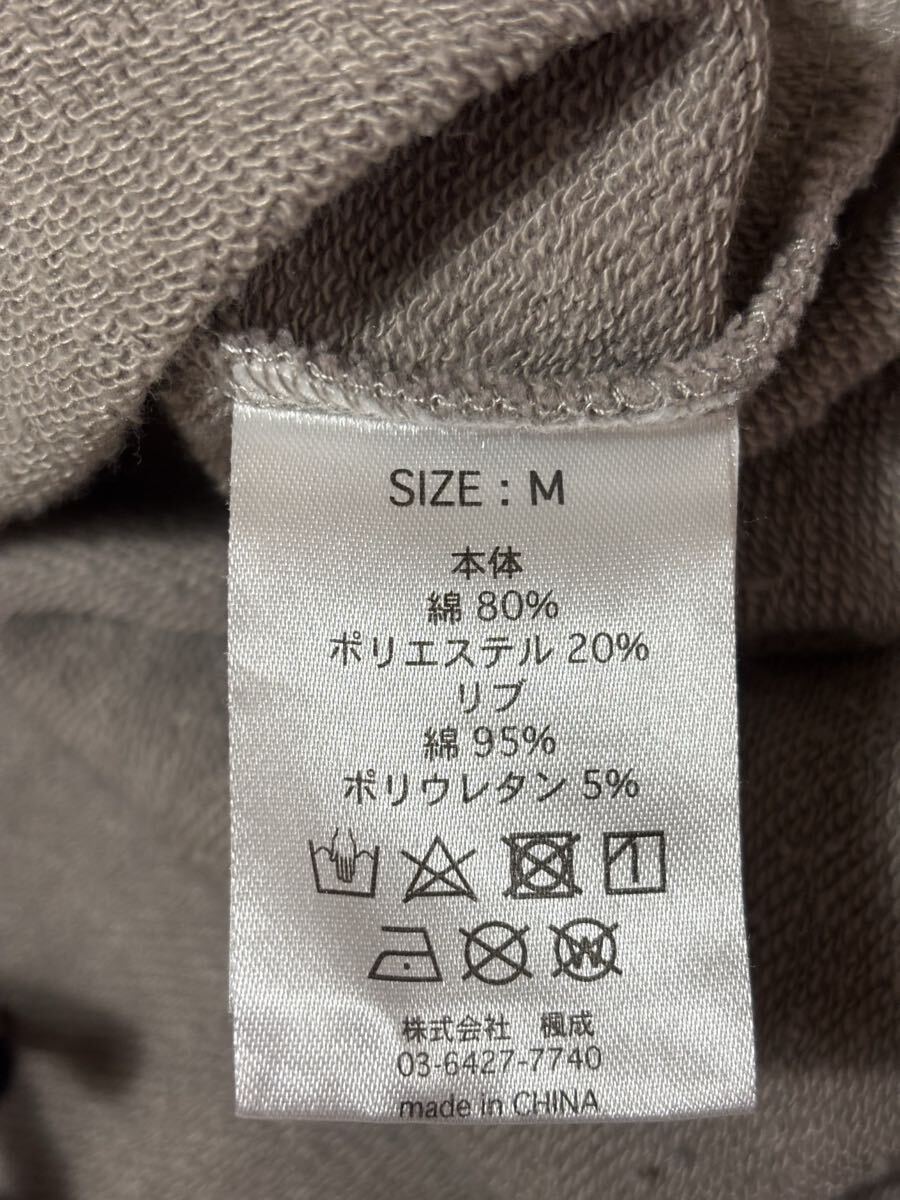 SIZE : M
本体
綿 80%
ポリエステル 20%
リブ
綿 95%
ポリウレタン 5%
W
株式会社 楓成
03-6427-7740
made in CHINA